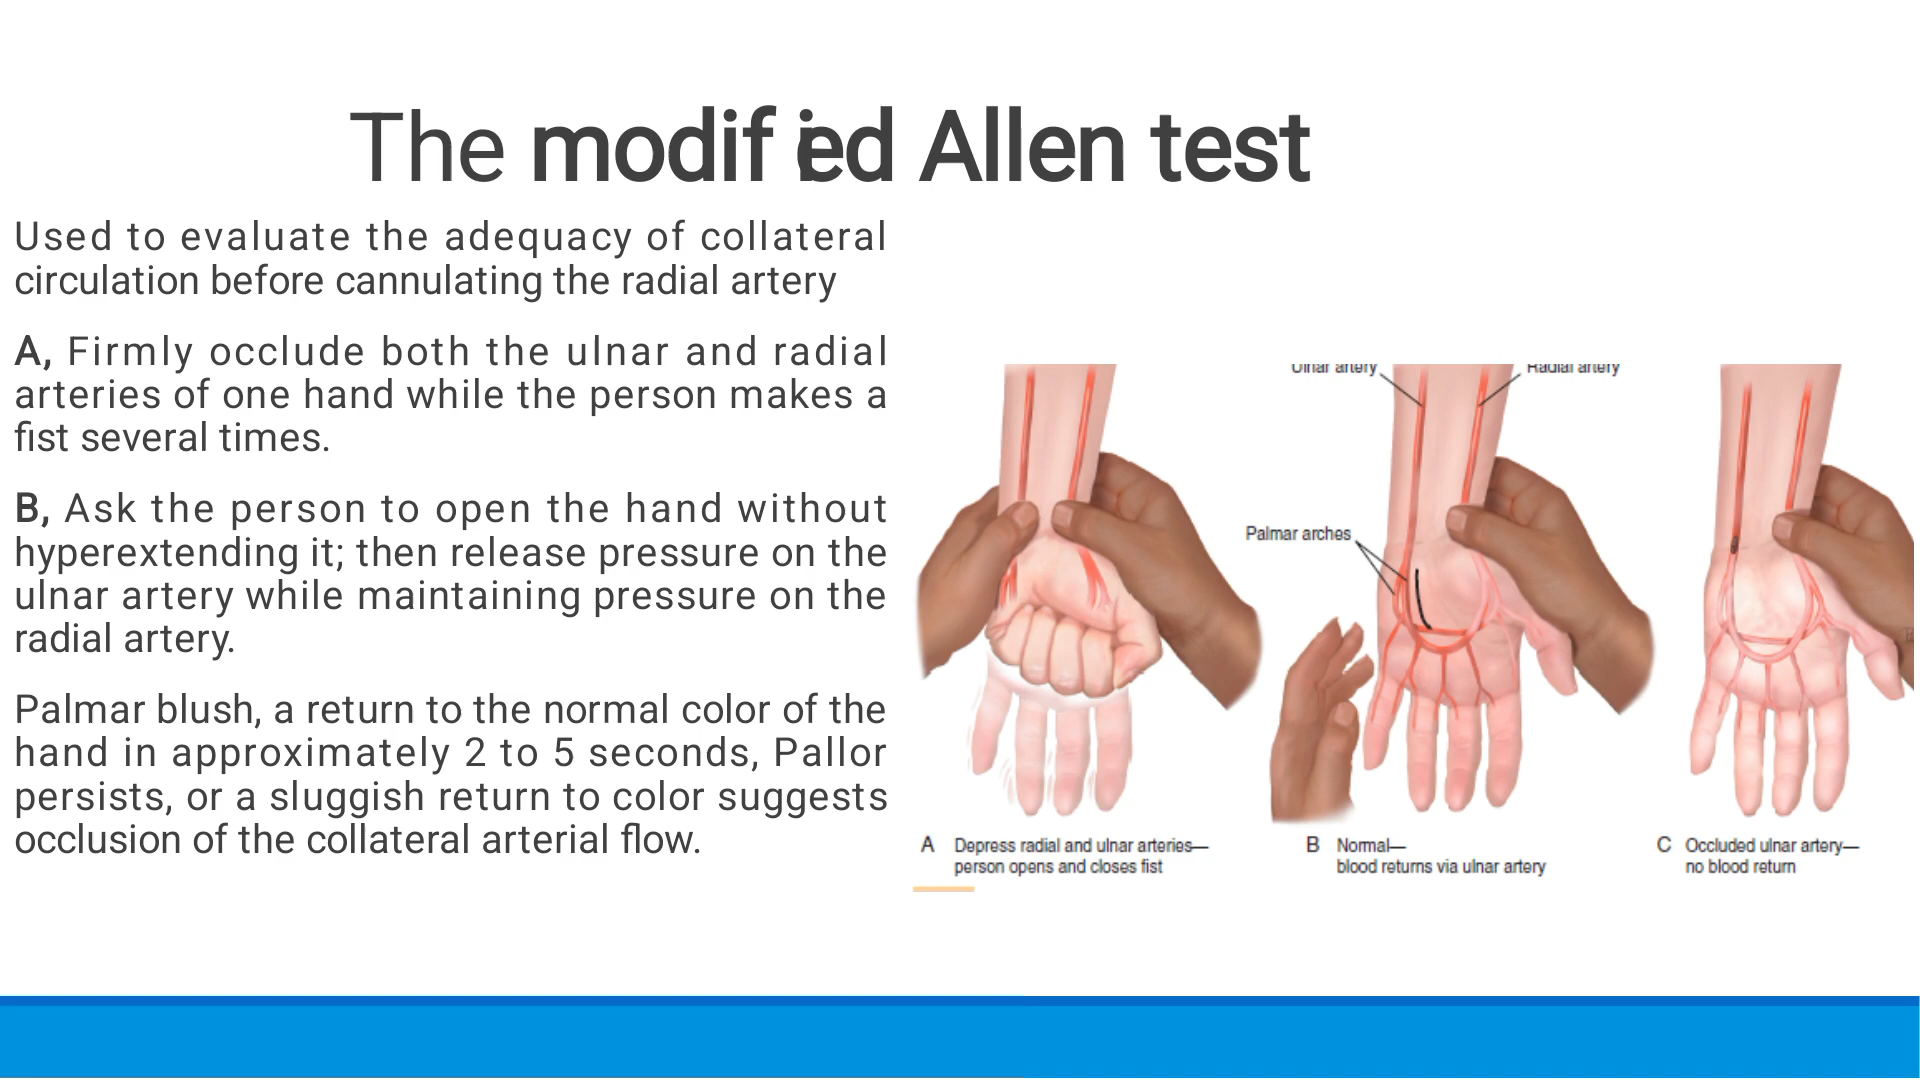 The modified Allen test
Used to evaluate the adequacy of collateral
circulation before cannulating the radial artery
A, Firmly occlude both the ulnar and radial
arteries of one hand while the person makes a
fist several times.
B, Ask the person to open the hand without
hyperextending it; then release pressure on the
ulnar artery while maintaining pressure on the
radial artery.
Palmar blush, a return to the normal color of the
hand in approximately 2 to 5 seconds, Pallor
persists, or a sluggish return to color suggests
occlusion of the collateral arterial flow.
Ulnar artery
Radial artery
Palmar arches
A Depress radial and ulnar arteries—
person opens and closes fist
B Normal—
blood returns via ulnar artery
C Occluded ulnar artery—
no blood return